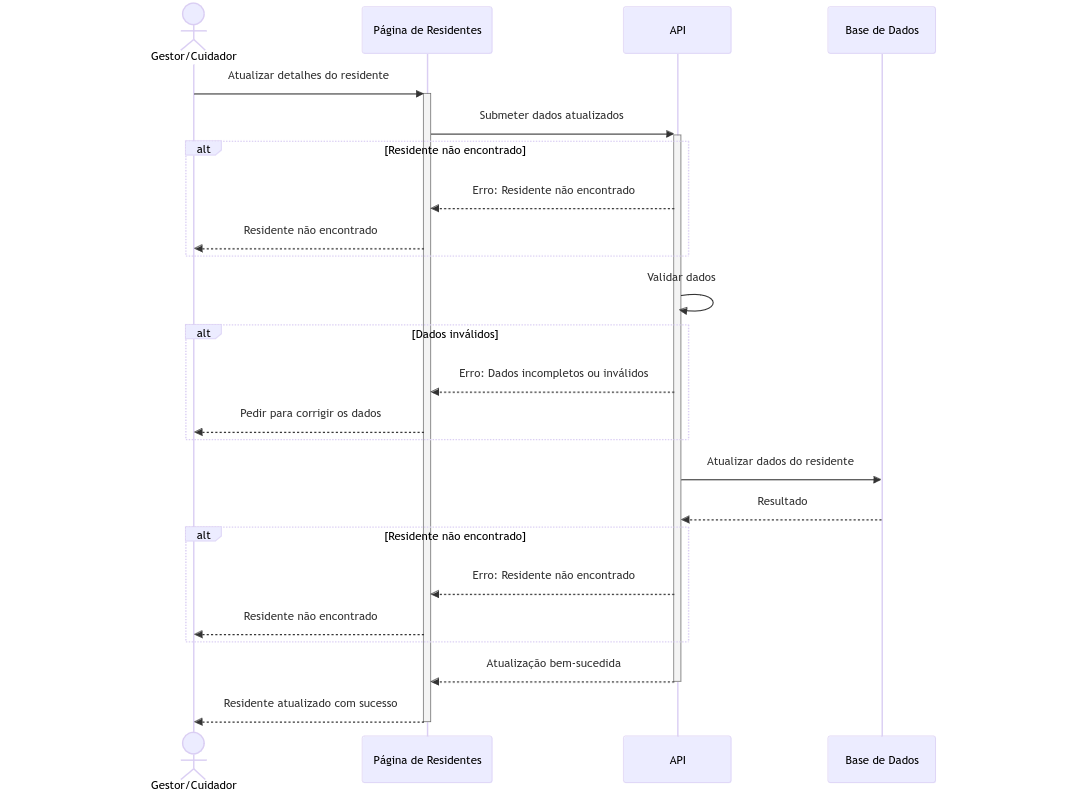 Gestor/Cuidador
Página de Residentes
API
Base de Dados
Atualizar detalhes do residente
Submeter dados atualizados
alt
[Residente não encontrado]
Erro: Residente não encontrado
Residente não encontrado
Validar dados
alt
[Dados inválidos]
Erro: Dados incompletos ou inválidos
Pedir para corrigir os dados
Atualizar dados do residente
Resultado
alt
[Residente não encontrado]
Erro: Residente não encontrado
Residente não encontrado
Atualização bem-sucedida
Residente atualizado com sucesso
Gestor/Cuidador
Página de Residentes
API
Base de Dados